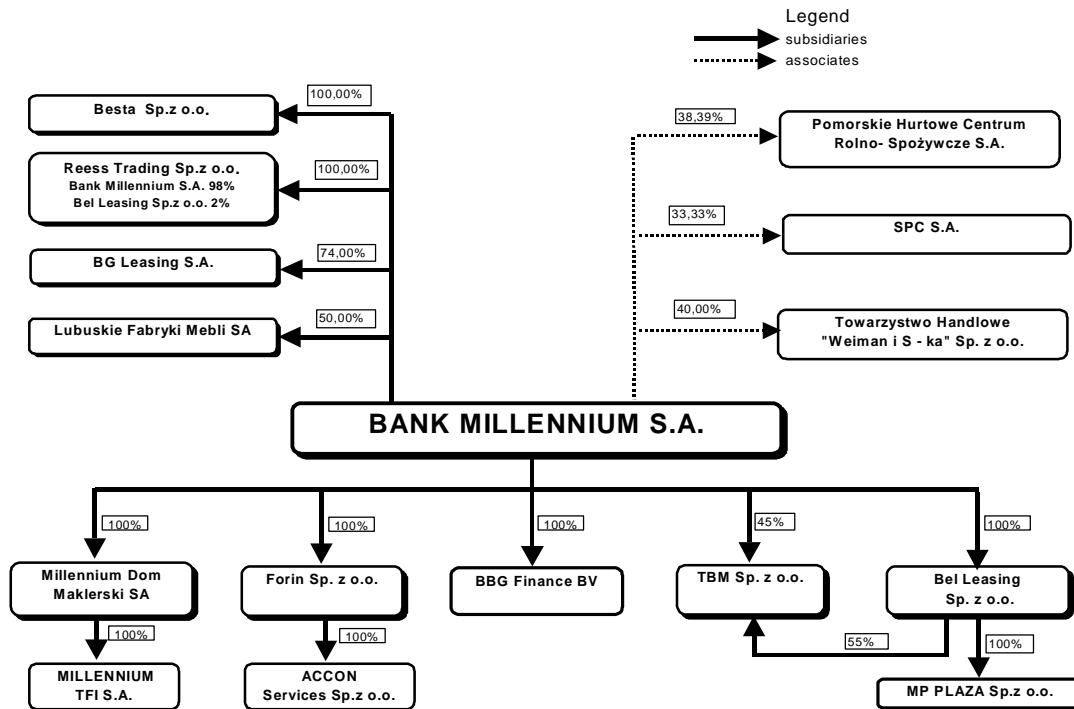 Legend
subsidiaries
associates
100,00%
Besta Sp.z o.o.
100,00%
Reess Trading Sp.z o.o.
Bank Millennium S.A. 98%
Bel Leasing Sp.z o.o. 2%
74,00%
BG Leasing S.A.
50,00%
Lubuskie Fabryki Mebli SA
38,39%
Pomorskie Hurtowe Centrum
Rolno- Spożywcze S.A.
33,33%
SPC S.A.
40,00%
Towarzystwo Handlowe
"Weiman i S - ka" Sp. z o.o.
BANK MILLENNIUM S.A.
100%
100%
100%
45%
100%
Millennium Dom
Maklerski SA
Forin Sp. z o.o.
BBG Finance BV
TBM Sp. z o.o.
Bel Leasing
Sp. z o.o.
100%
100%
55%
100%
MILLENNIUM
TFI S.A.
ACCON
Services Sp.z o.o.
MP PLAZA Sp.z o.o.